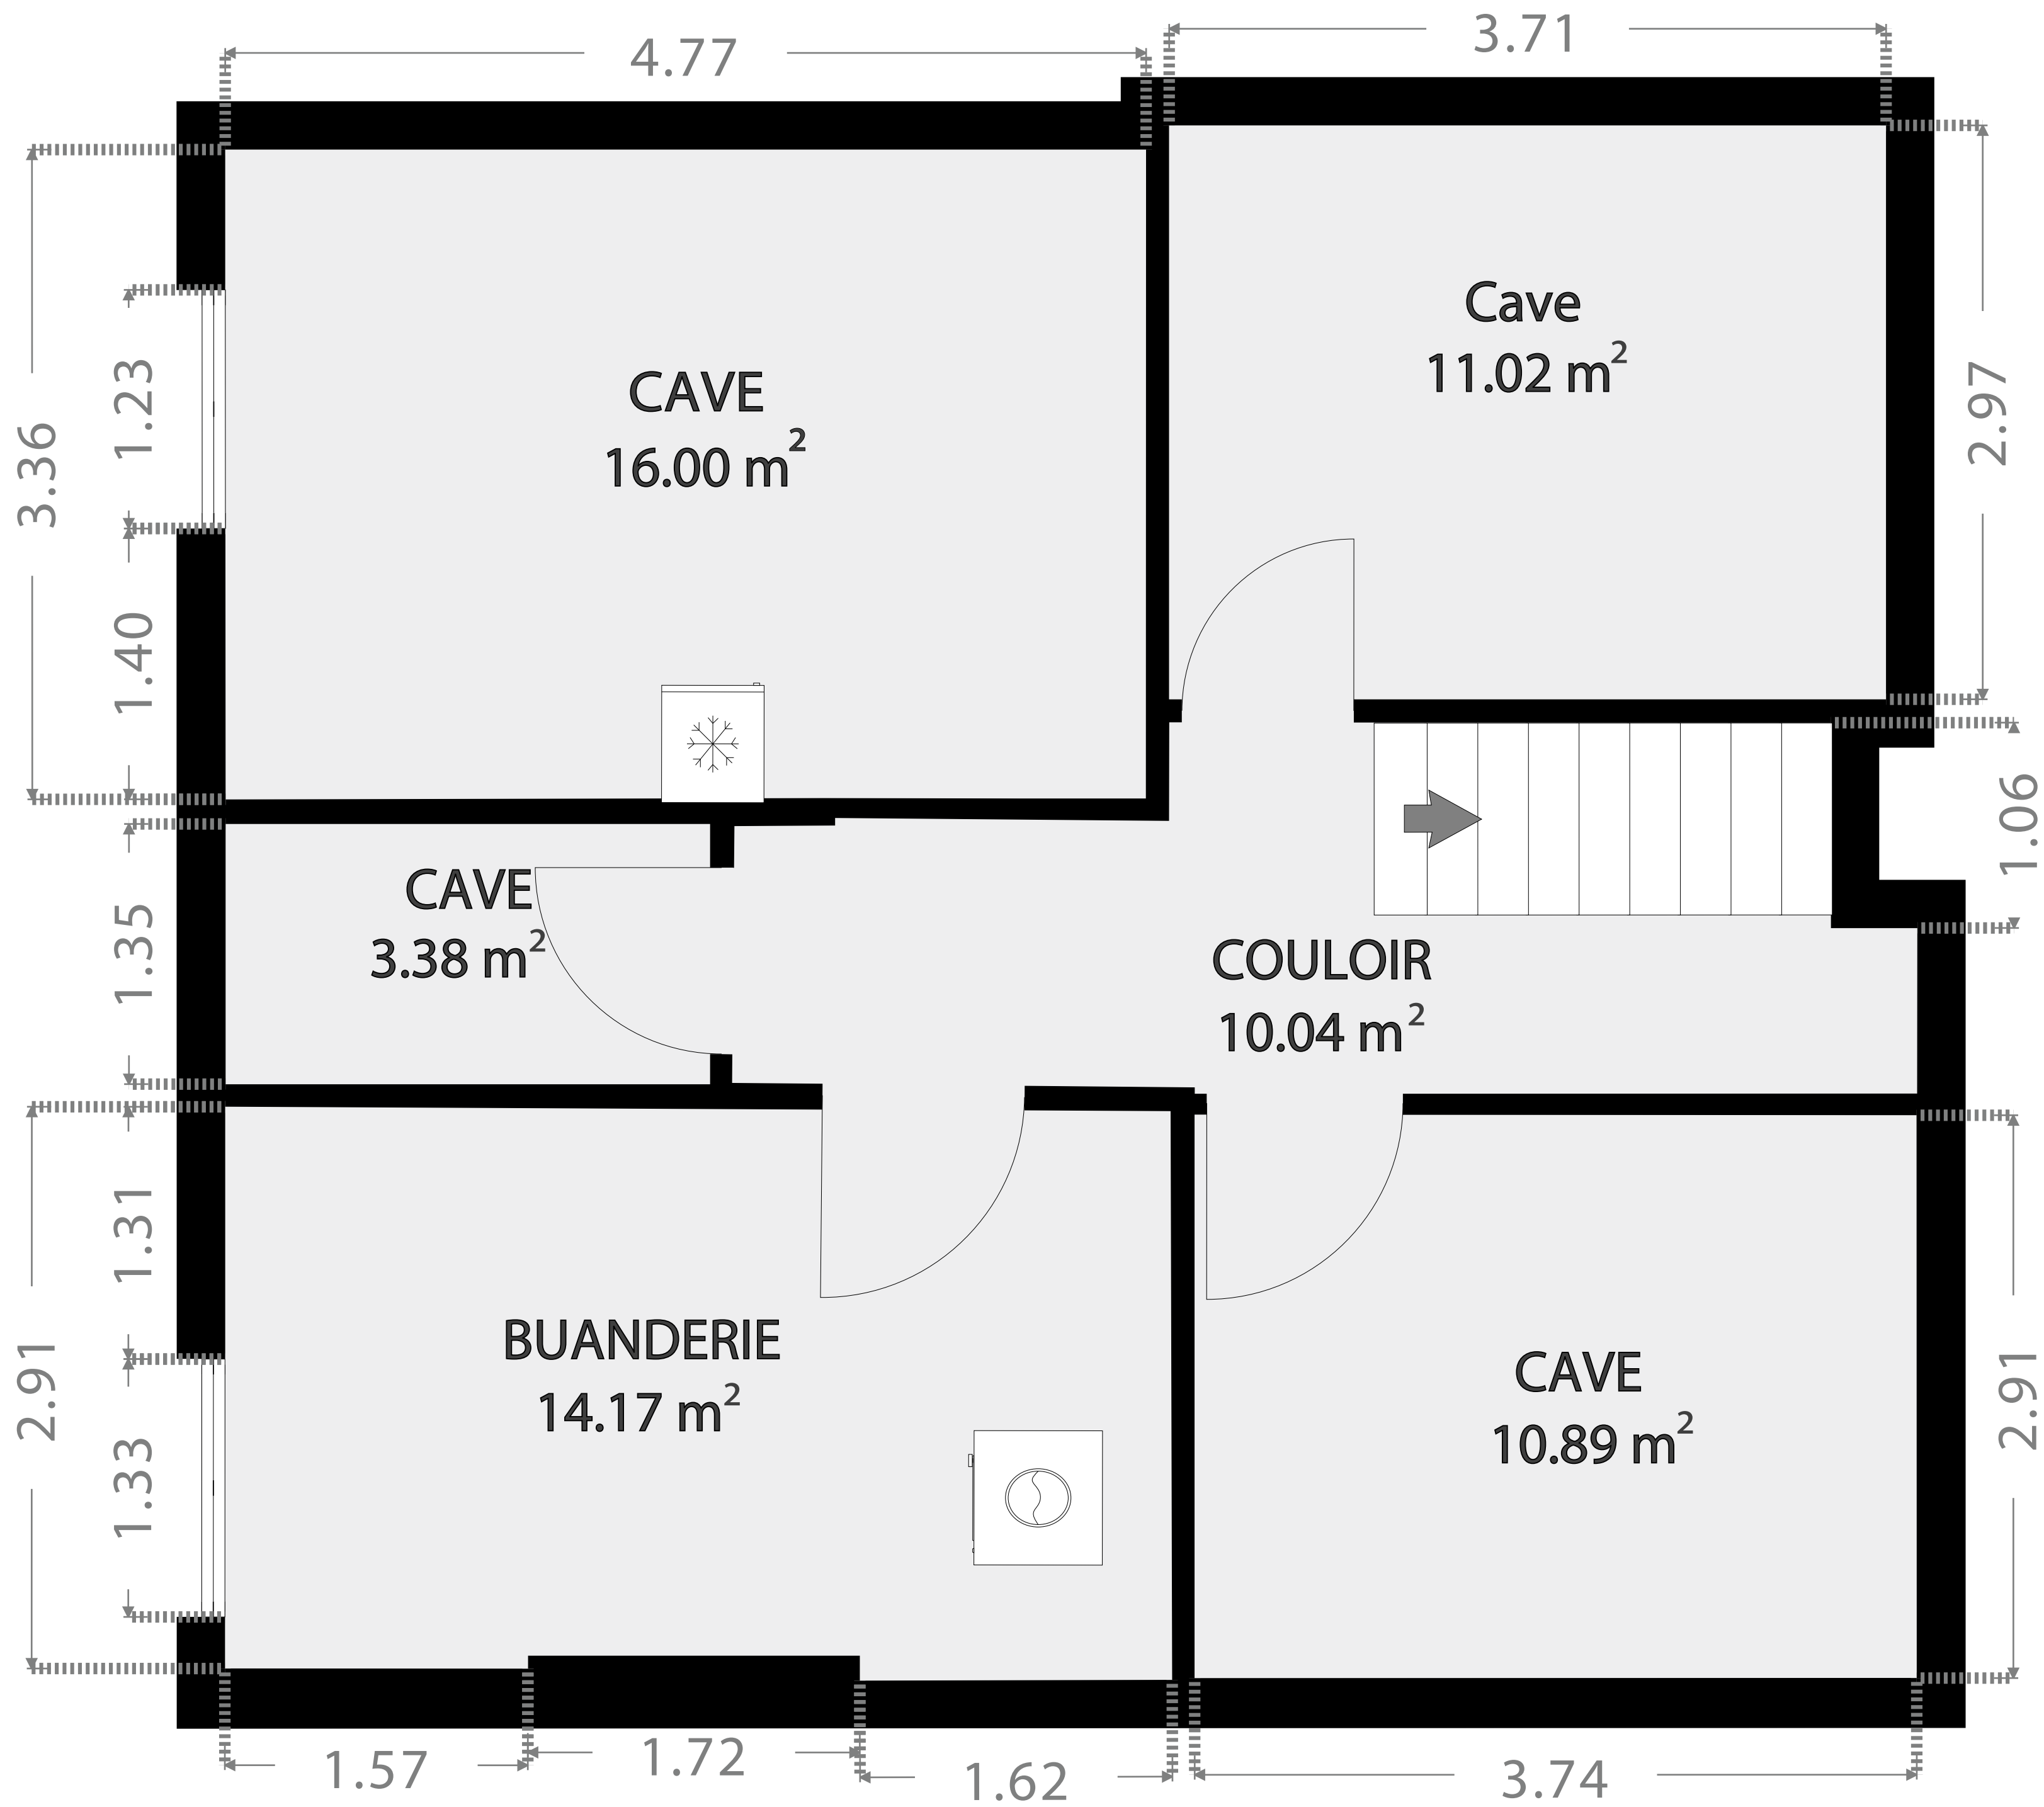 4.77
3.71
3.36
1.23
CAVE
16.00 m²
Cave
11.02 m²
2.97
1.40
1.06
1.35
CAVE
3.38 m²
COULOIR
10.04 m²
2.91
1.31
1.33
BUANDERIE
14.17 m²
CAVE
10.89 m²
2.91
1.57
1.72
1.62
3.74